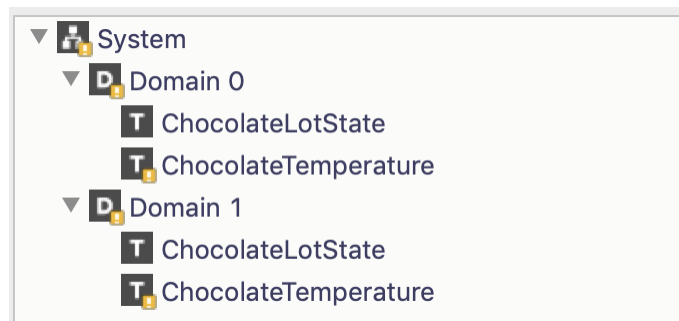 System
D Domain 0
T ChocolateLotState
T ChocolateTemperature
D Domain 1
T ChocolateLotState
T ChocolateTemperature